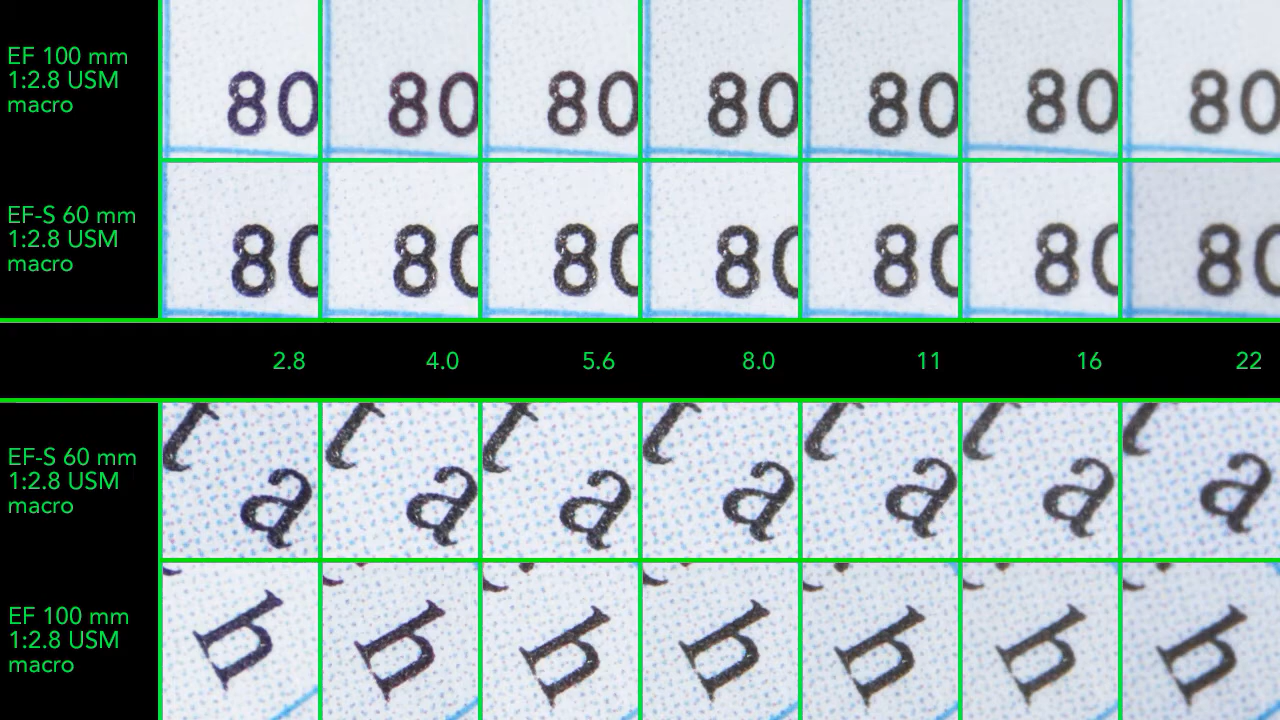 EF 100 mm
1:2.8 USM
macro
80 80 80 80 80 80 80
EF-S 60 mm
1:2.8 USM
macro
80 80 80 80 80 80 80
2.8 4.0 5.6 8.0 11 16 22
EF-S 60 mm
1:2.8 USM
macro
a a a a a a a
EF 100 mm
1:2.8 USM
macro
h h h h h h h